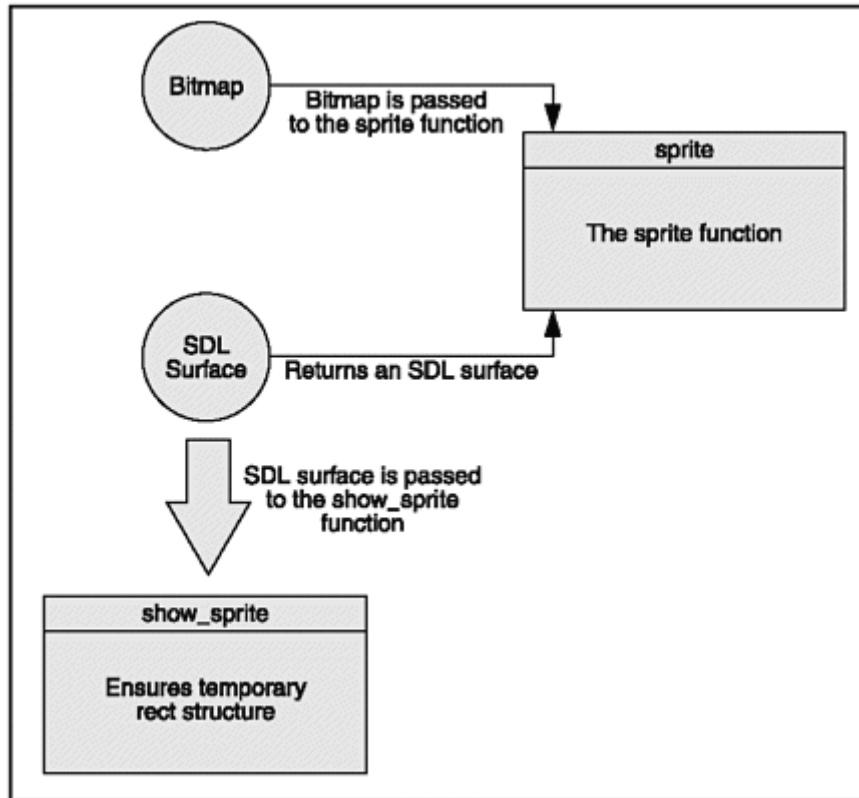 Bitmap
Bitmap is passed
to the sprite function
sprite
The sprite function
SDL
Surface
Returns an SDL surface
SDL surface is passed
to the show_sprite
function
show_sprite
Ensures temporary
rect structure